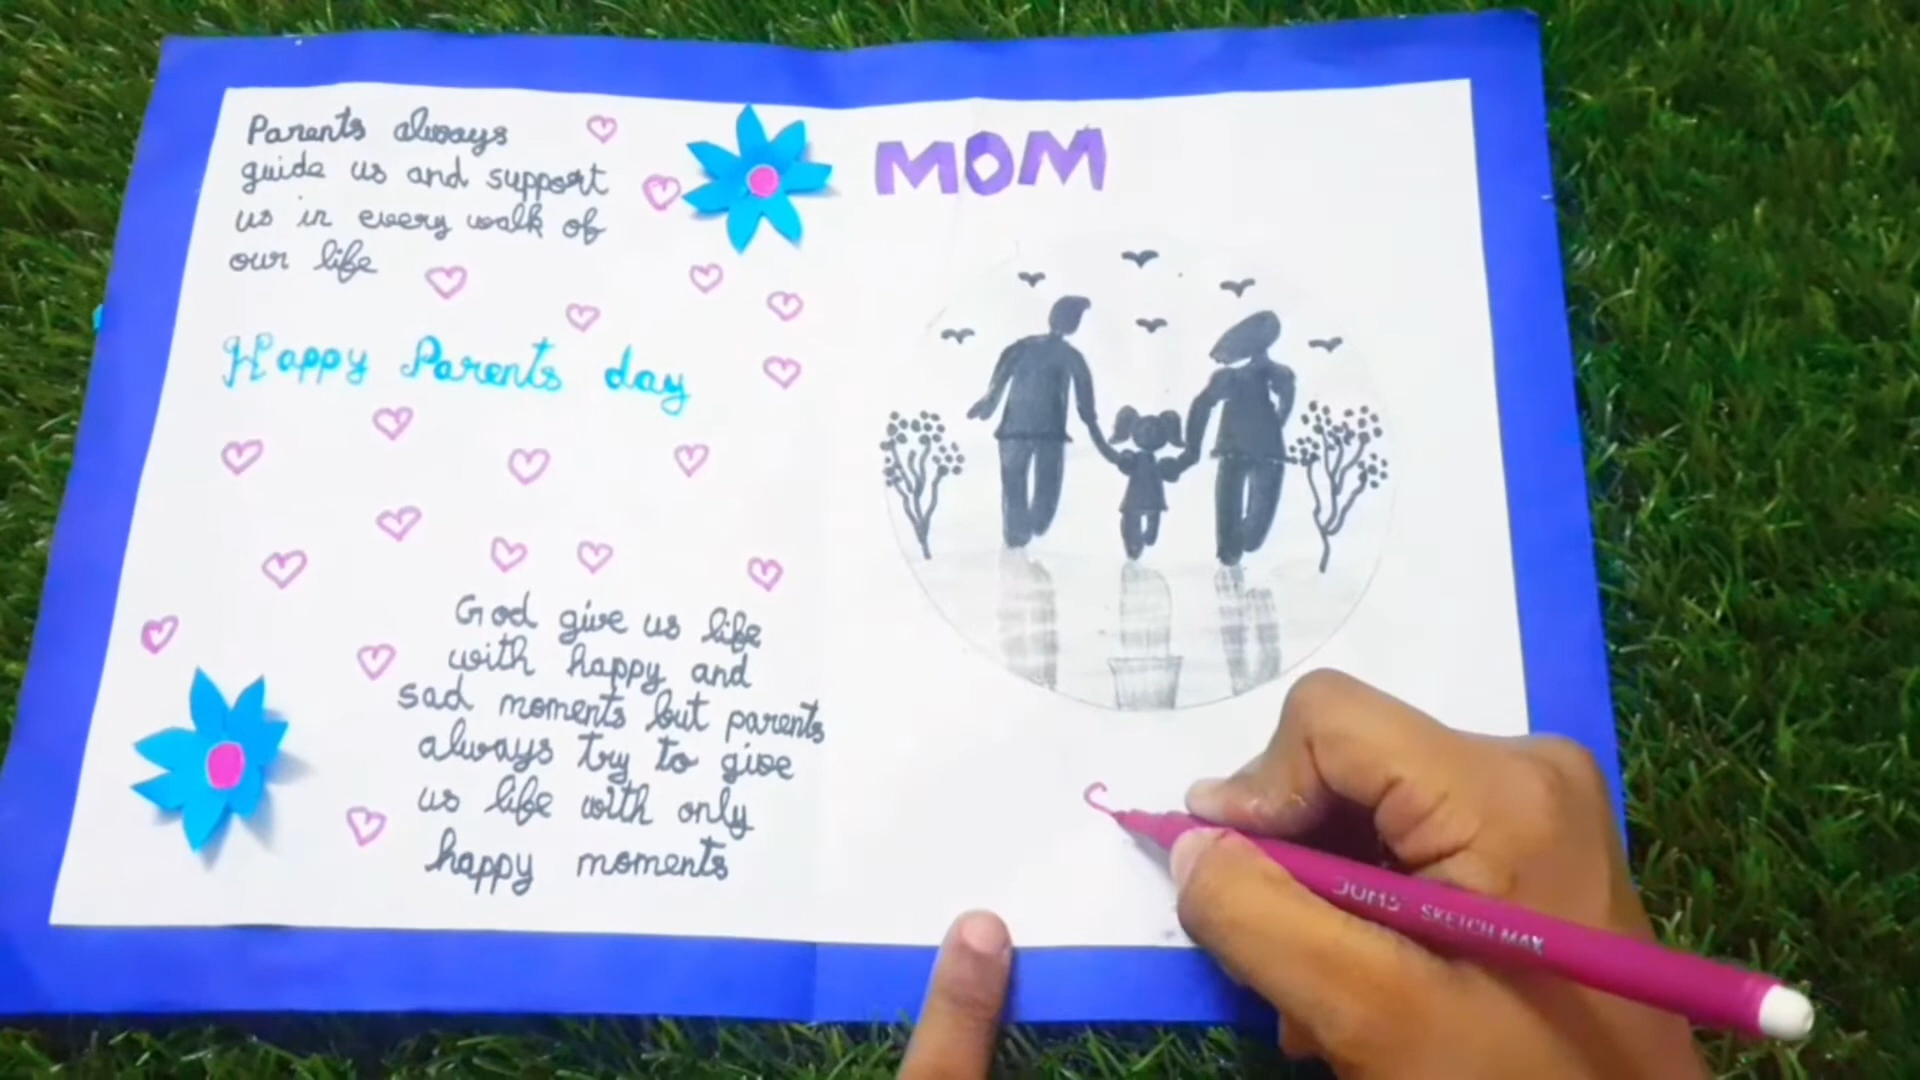 Parents always
guide us and support
us in every walk of
our life
Happy Parents day
God give us life
with happy and
sad moments but parents
always try to give
us life with only
happy moments
MOM
SKETCH MAX